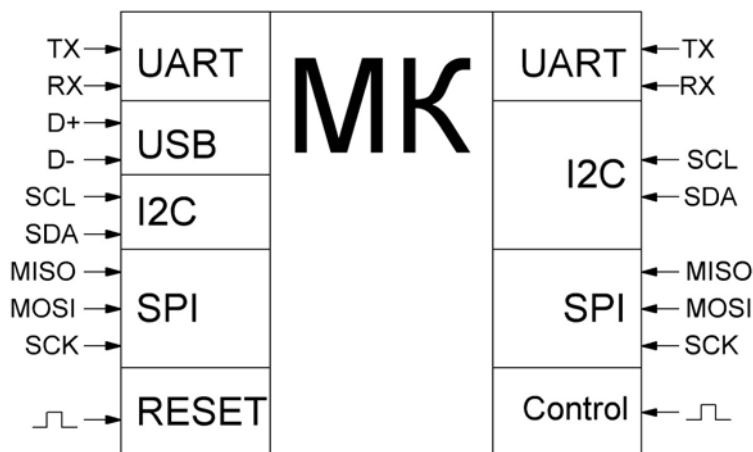 TX
RX
D+
D-
SCL
SDA
MISO
MOSI
SCK
UART
USB
I2C
SPI
RESET
МК
UART
I2C
SPI
Control
TX
RX
SCL
SDA
MISO
MOSI
SCK